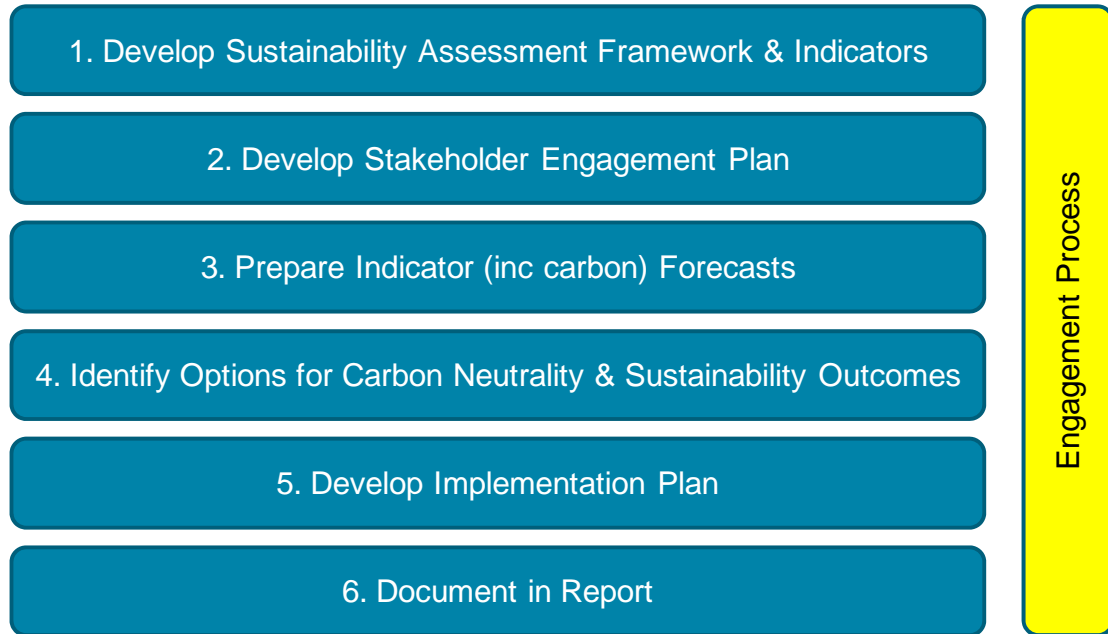 1. Develop Sustainability Assessment Framework & Indicators
2. Develop Stakeholder Engagement Plan
3. Prepare Indicator (inc carbon) Forecasts
4. Identify Options for Carbon Neutrality & Sustainability Outcomes
5. Develop Implementation Plan
6. Document in Report
Engagement Process